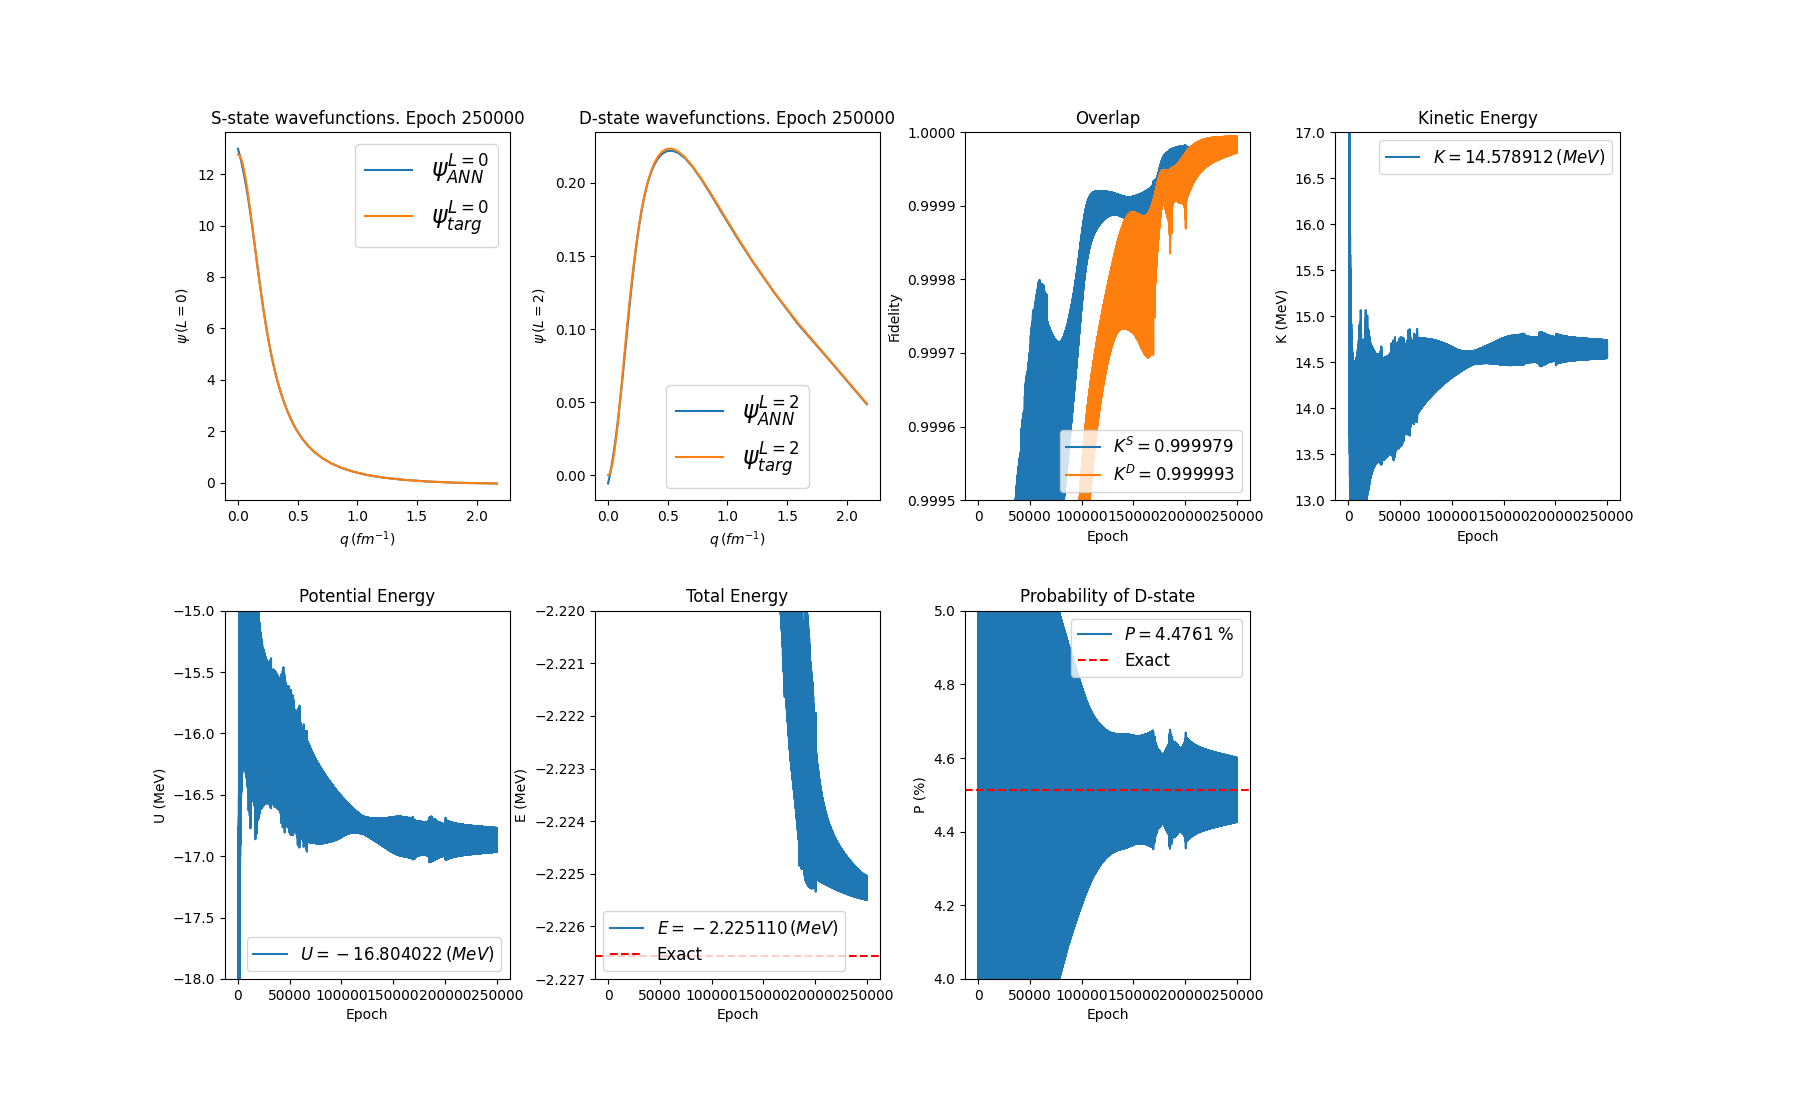 S-state wavefunctions. Epoch 250000
ψ (L = 0)
12
10
8
6
4
2
0
ψ_{ANN}^{L=0}
ψ_{targ}^{L=0}
0.0 0.5 1.0 1.5 2.0
q (fm⁻¹)
D-state wavefunctions. Epoch 250000
ψ (L = 2)
0.20
0.15
0.10
0.05
0.00
ψ_{ANN}^{L=2}
ψ_{targ}^{L=2}
0.0 0.5 1.0 1.5 2.0
q (fm⁻¹)
Overlap
Fidelity
1.0000
0.9999
0.9998
0.9997
0.9996
0.9995
K^S = 0.999979
K^D = 0.999993
0 50000 100000 150000 200000 250000
Epoch
Kinetic Energy
K (MeV)
17.0
16.5
16.0
15.5
15.0
14.5
14.0
13.5
13.0
K = 14.578912 (MeV)
0 50000 100000 150000 200000 250000
Epoch
Potential Energy
U (MeV)
−15.0
−15.5
−16.0
−16.5
−17.0
−17.5
−18.0
U = − 16.804022 (MeV)
0 50000 100000 150000 200000 250000
Epoch
Total Energy
E (MeV)
−2.220
−2.221
−2.222
−2.223
−2.224
−2.225
−2.226
−2.227
E = − 2.225110 (MeV)
Exact
0 50000 100000 150000 200000 250000
Epoch
Probability of D-state
P (%)
5.0
4.8
4.6
4.4
4.2
4.0
P = 4.4761 %
Exact
0 50000 100000 150000 200000 250000
Epoch